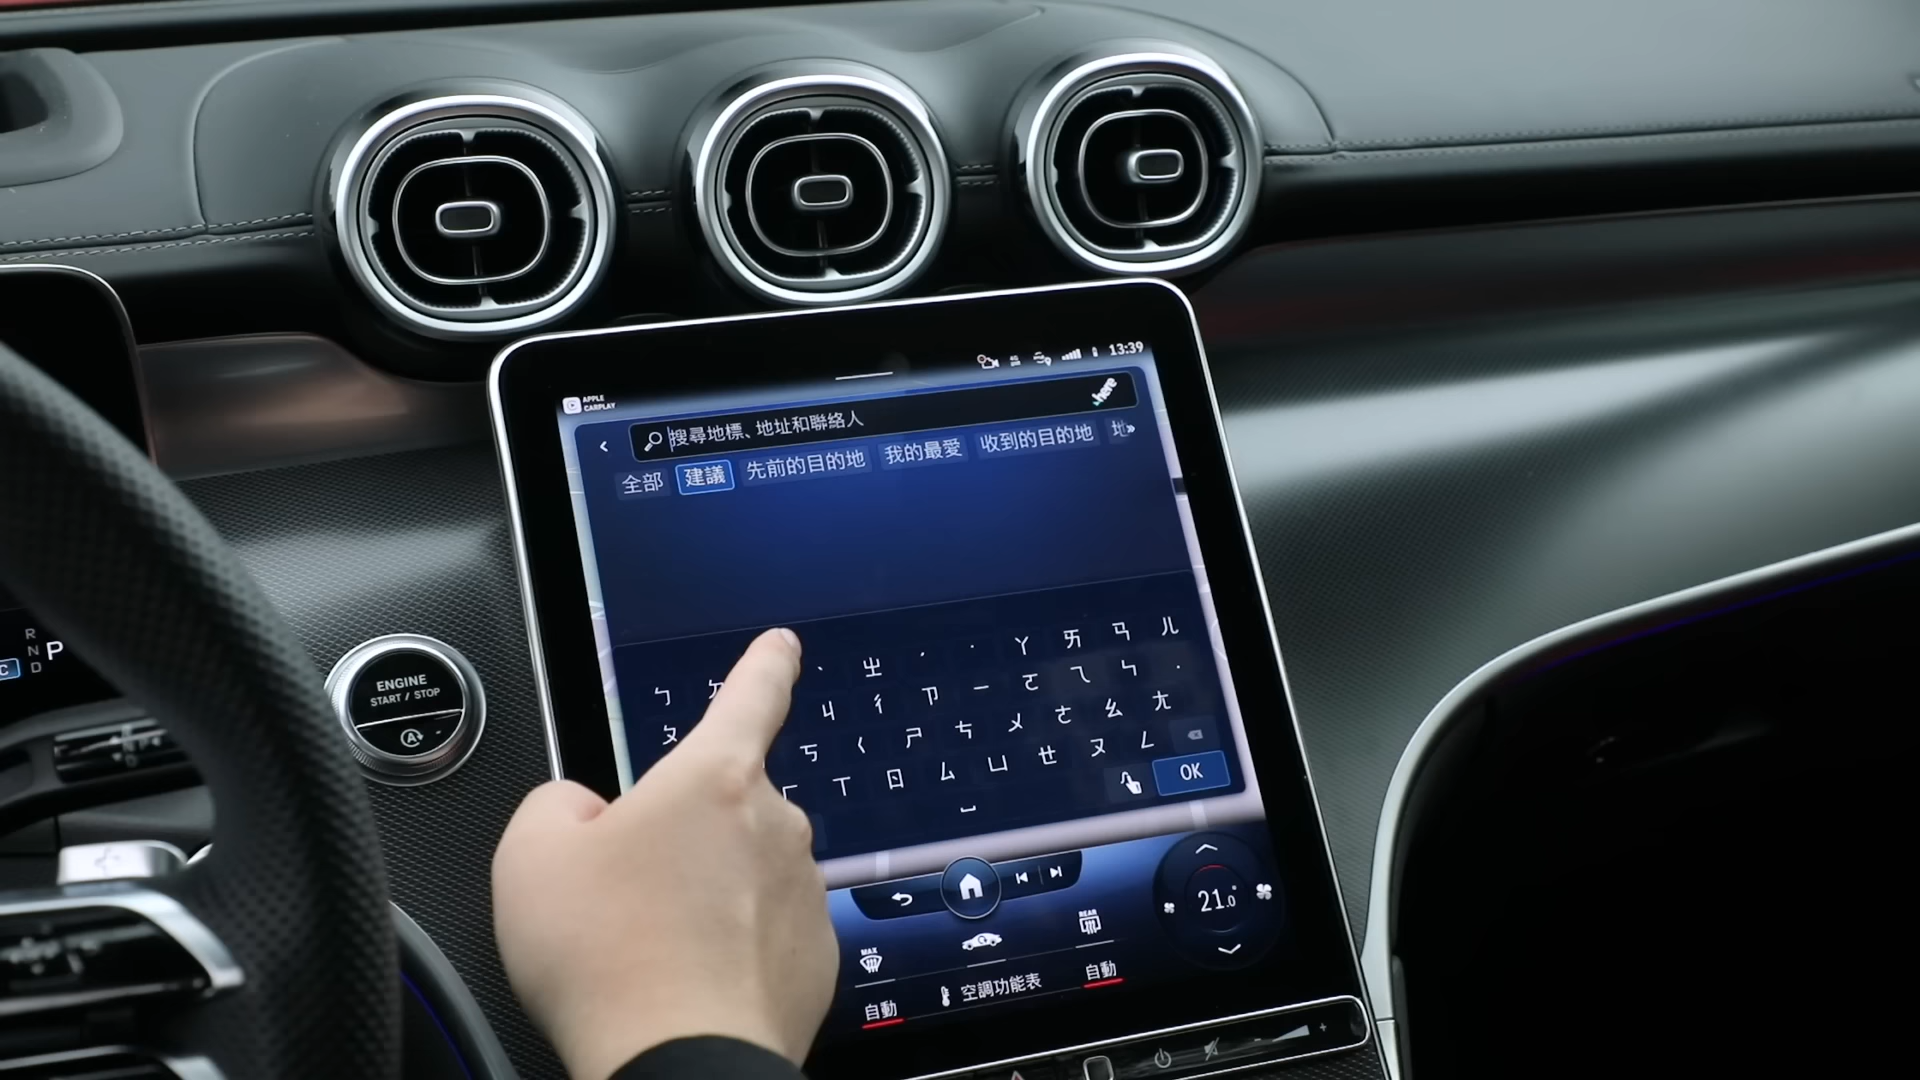 13:39
APPLE
CARPLAY
搜尋地標、地址和聯絡人
here
全部 建議 先前的目的地 我的最愛 收到的目的地 地
ㄅ ˋ ㄓ ˊ ˙ ㄚ ㄞ ㄢ ㄦ
ㄆ ㄐ ㄔ ㄗ ㄧ ㄛ ㄟ ㄣ ·
ㄎ ㄑ ㄕ ㄘ ㄨ ㄜ ㄠ ㄤ
ㄏ ㄒ ㄖ ㄙ ㄩ ㄝ ㄡ ㄥ
OK
R
N
D
P
C
ENGINE
START / STOP
A
21.0°
MAX
REAR
自動 空調功能表 自動